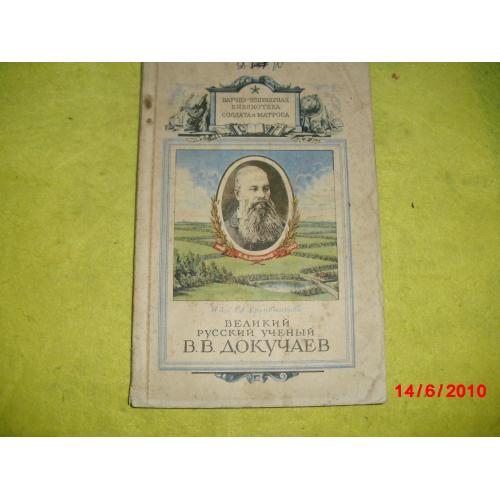 НАУЧНО-ПОПУЛЯРНАЯ
БИБЛИОТЕКА
СОЛДАТА И МАТРОСА
ВЕЛИКИЙ
РУССКИЙ УЧЕНЫЙ
В.В. ДОКУЧАЕВ
14/6/2010